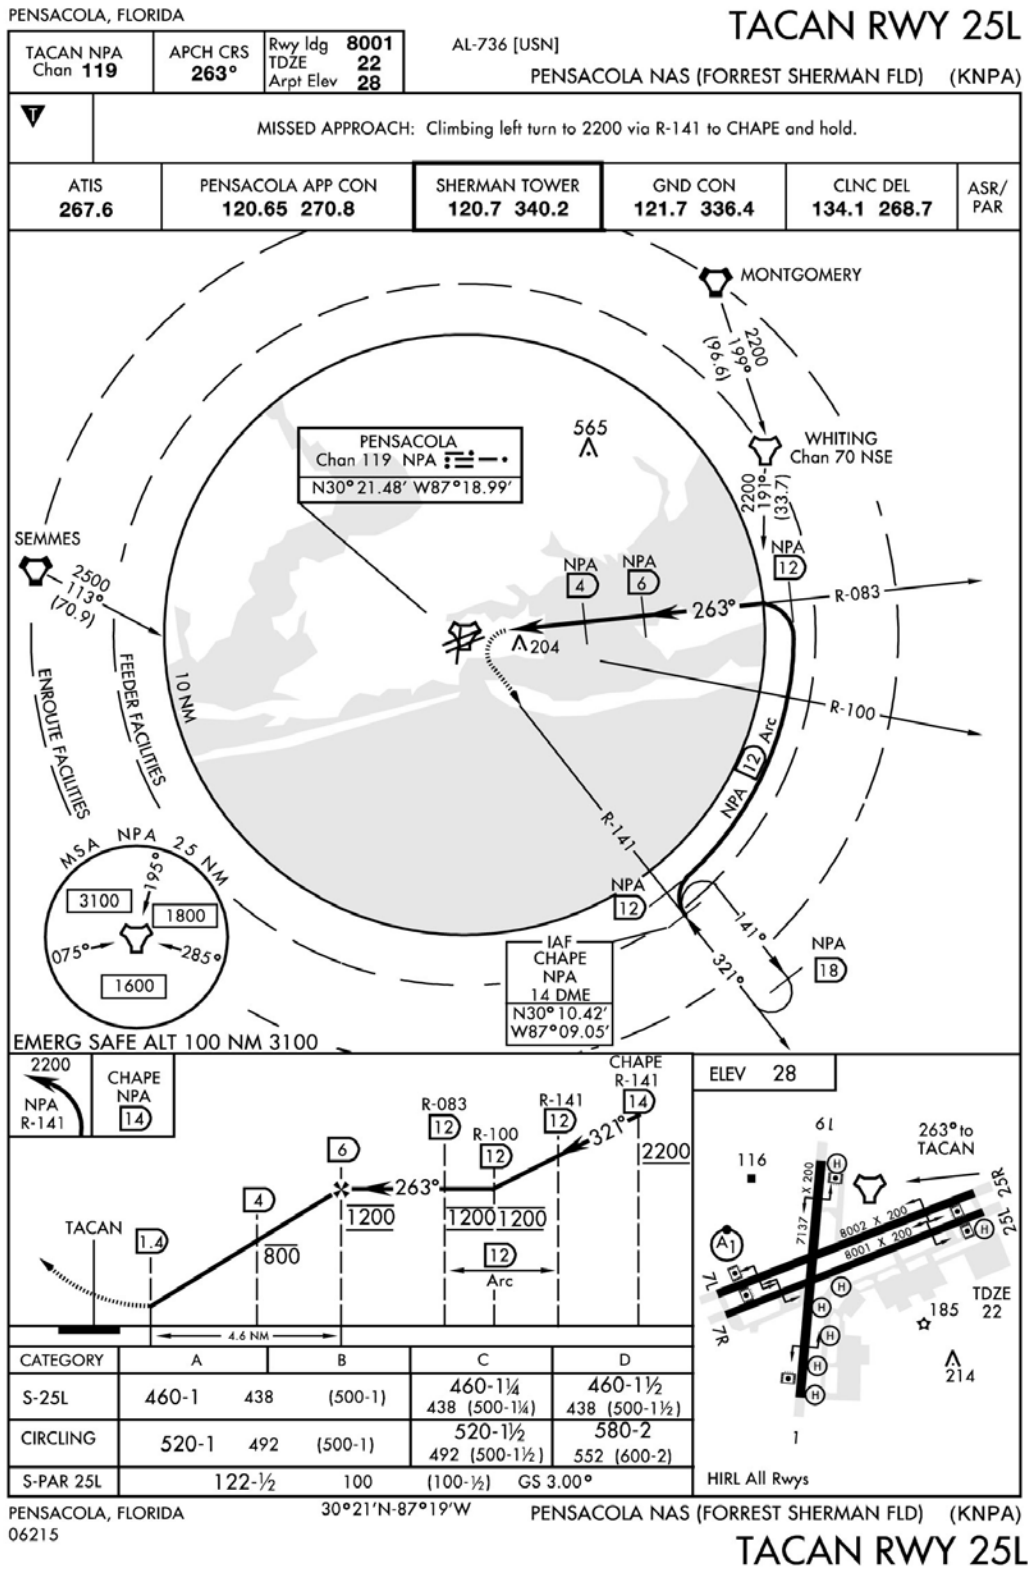 PENSACOLA, FLORIDA
TACAN RWY 25L
AL-736 [USN]
PENSACOLA NAS (FORREST SHERMAN FLD) (KNPA)
TACAN NPA
Chan 119
APCH CRS
263°
Rwy ldg 8001
TDZE 22
Arpt Elev 28
T
MISSED APPROACH: Climbing left turn to 2200 via R-141 to CHAPE and hold.
ATIS
267.6
PENSACOLA APP CON
120.65 270.8
SHERMAN TOWER
120.7 340.2
GND CON
121.7 336.4
CLNC DEL
134.1 268.7
ASR/
PAR
MONTGOMERY
2200
199°
(96.6)
WHITING
Chan 70 NSE
2200
191°
(33.7)
565
PENSACOLA
Chan 119 NPA
N30°21.48' W87°18.99'
SEMMES
2500
113°
(70.9)
NPA
4
NPA
6
NPA
12
263°
R-083
204
R-100
10 NM
FEEDER FACILITIES
ENROUTE FACILITIES
NPA 12 Arc
R-141
NPA
12
141°
321°
NPA
18
IAF
CHAPE
NPA
14 DME
N30°10.42'
W87°09.05'
MSA NPA 25 NM
195°
3100
1800
075°
285°
1600
EMERG SAFE ALT 100 NM 3100
2200
NPA
R-141
CHAPE
NPA
14
CHAPE
R-141
14
R-141
12
R-083
12
R-100
12
321°
2200
6
263°
1200
1200
1200
4
800
12
Arc
TACAN
1.4
4.6 NM
ELEV 28
19
263° to
TACAN
116
7137 X 200
8002 X 200
8001 X 200
25R
25L
A1
7L
7R
H
H
H
H
H
H
H
TDZE
22
185
214
1
HIRL All Rwys
CATEGORY A B C D
S-25L 460-1 438 (500-1) 460-1¼ 438 (500-1¼) 460-1½ 438 (500-1½)
CIRCLING 520-1 492 (500-1) 520-1½ 492 (500-1½) 580-2 552 (600-2)
S-PAR 25L 122-½ 100 (100-½) GS 3.00°
PENSACOLA, FLORIDA
06215
30°21'N-87°19'W
PENSACOLA NAS (FORREST SHERMAN FLD) (KNPA)
TACAN RWY 25L